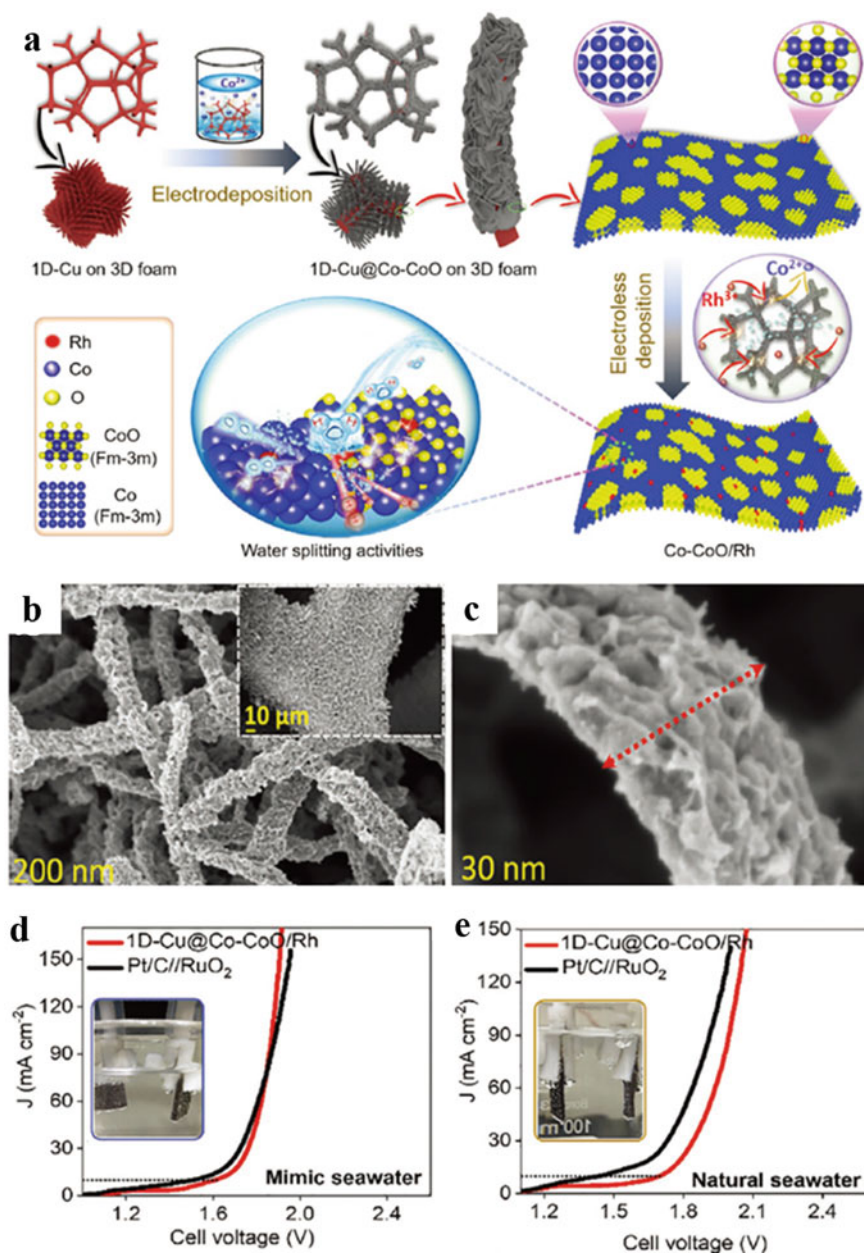 a
Co²⁺
Electrodeposition
1D-Cu on 3D foam
1D-Cu@Co-CoO on 3D foam
Electroless
deposition
Co²⁺
Rh³⁺
Rh
Co
O
CoO
(Fm-3m)
Co
(Fm-3m)
Water splitting activities
Co-CoO/Rh
b
10 μm
200 nm
c
30 nm
d
1D-Cu@Co-CoO/Rh
Pt/C//RuO₂
J (mA cm⁻²)
150
120
90
60
30
0
Mimic seawater
1.2
1.6
2.0
2.4
Cell voltage (V)
e
1D-Cu@Co-CoO/Rh
Pt/C//RuO₂
J (mA cm⁻²)
150
120
90
60
30
0
Natural seawater
1.2
1.5
1.8
2.1
2.4
Cell voltage (V)